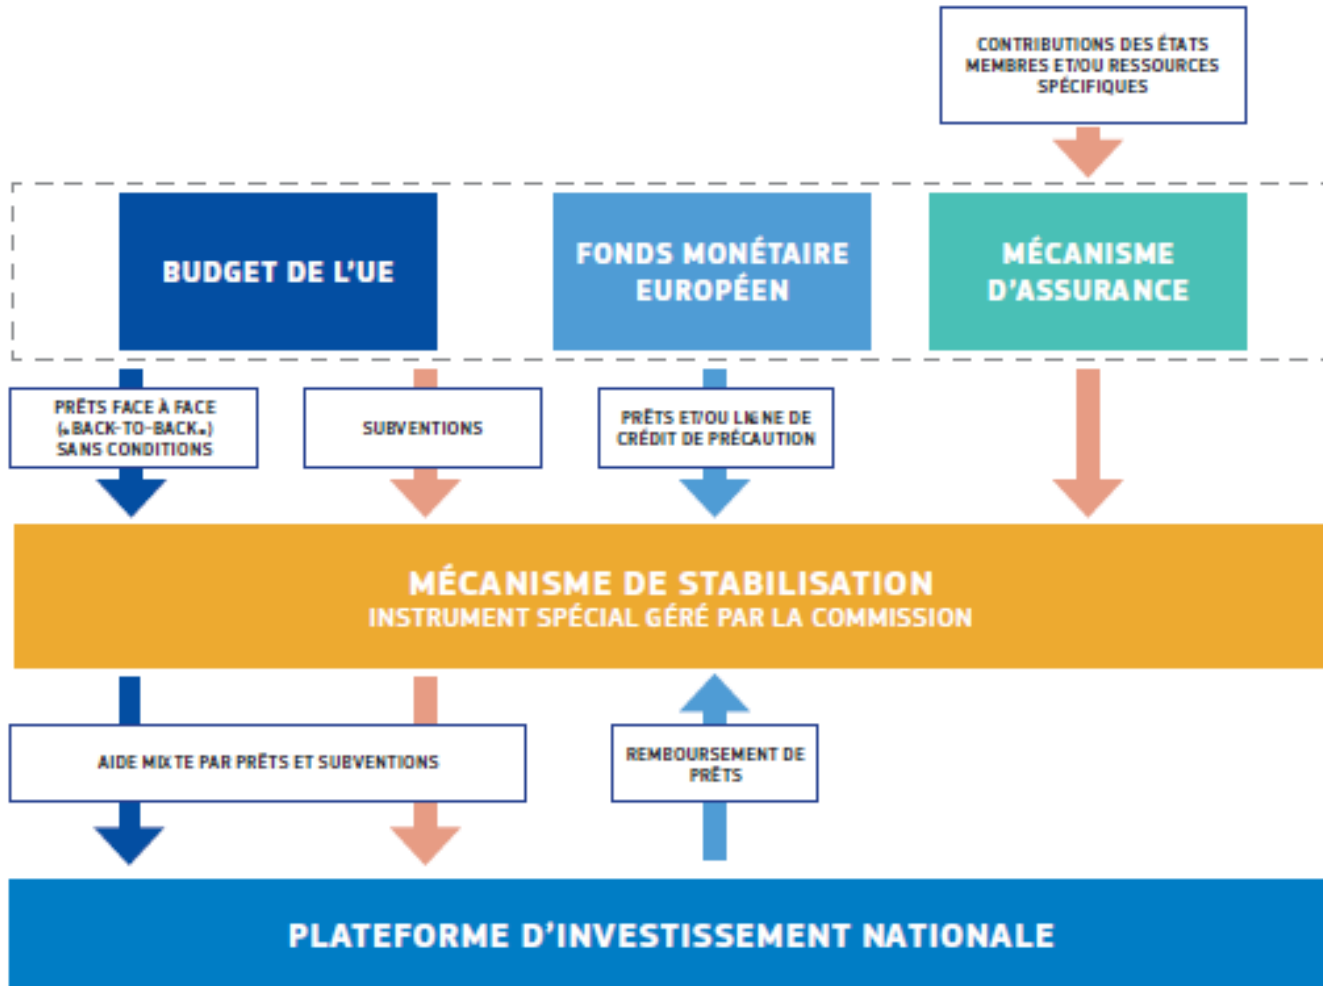 CONTRIBUTIONS DES ÉTATS
MEMBRES ET/OU RESSOURCES
SPÉCIFIQUES
BUDGET DE L'UE
FONDS MONÉTAIRE
EUROPÉEN
MÉCANISME
D'ASSURANCE
PRÊTS FACE À FACE
(«BACK-TO-BACK»)
SANS CONDITIONS
SUBVENTIONS
PRÊTS ET/OU LIGNE DE
CRÉDIT DE PRÉCAUTION
MÉCANISME DE STABILISATION
INSTRUMENT SPÉCIAL GÉRÉ PAR LA COMMISSION
AIDE MIXTE PAR PRÊTS ET SUBVENTIONS
REMBOURSEMENT DE
PRÊTS
PLATEFORME D'INVESTISSEMENT NATIONALE